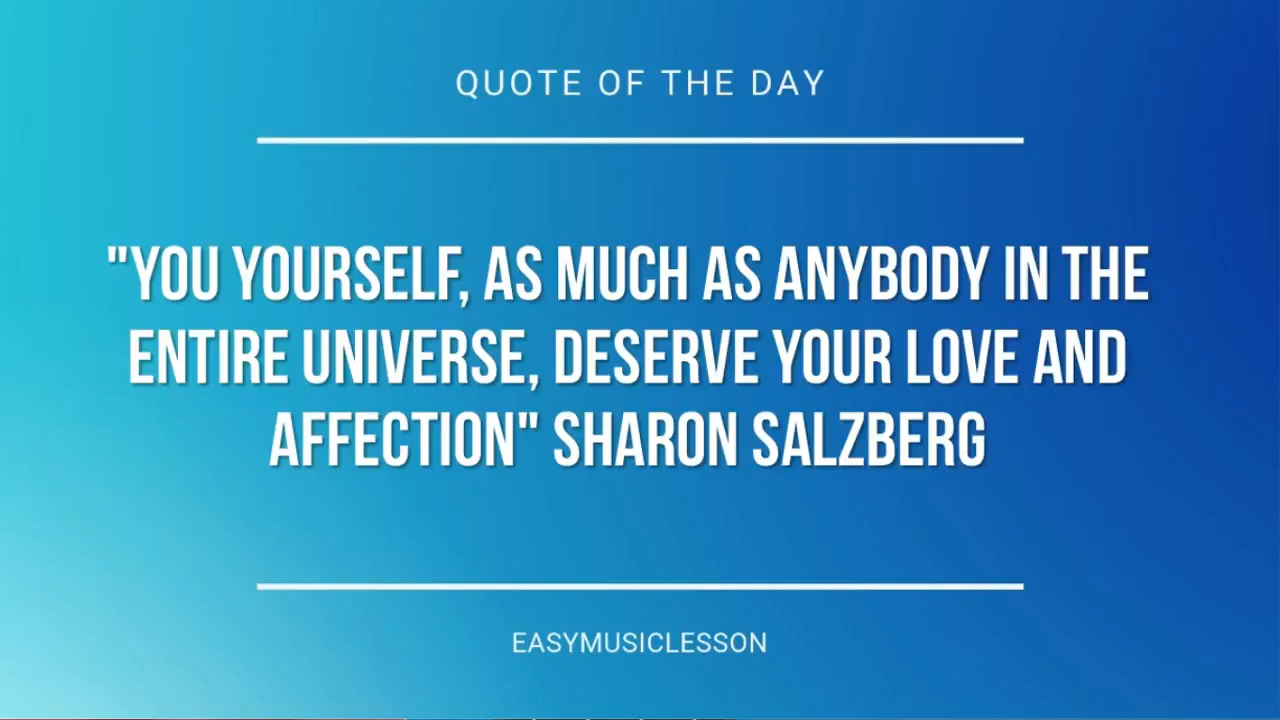 QUOTE OF THE DAY
"YOU YOURSELF, AS MUCH AS ANYBODY IN THE
ENTIRE UNIVERSE, DESERVE YOUR LOVE AND
AFFECTION" SHARON SALZBERG
EASYMUSICLESSON